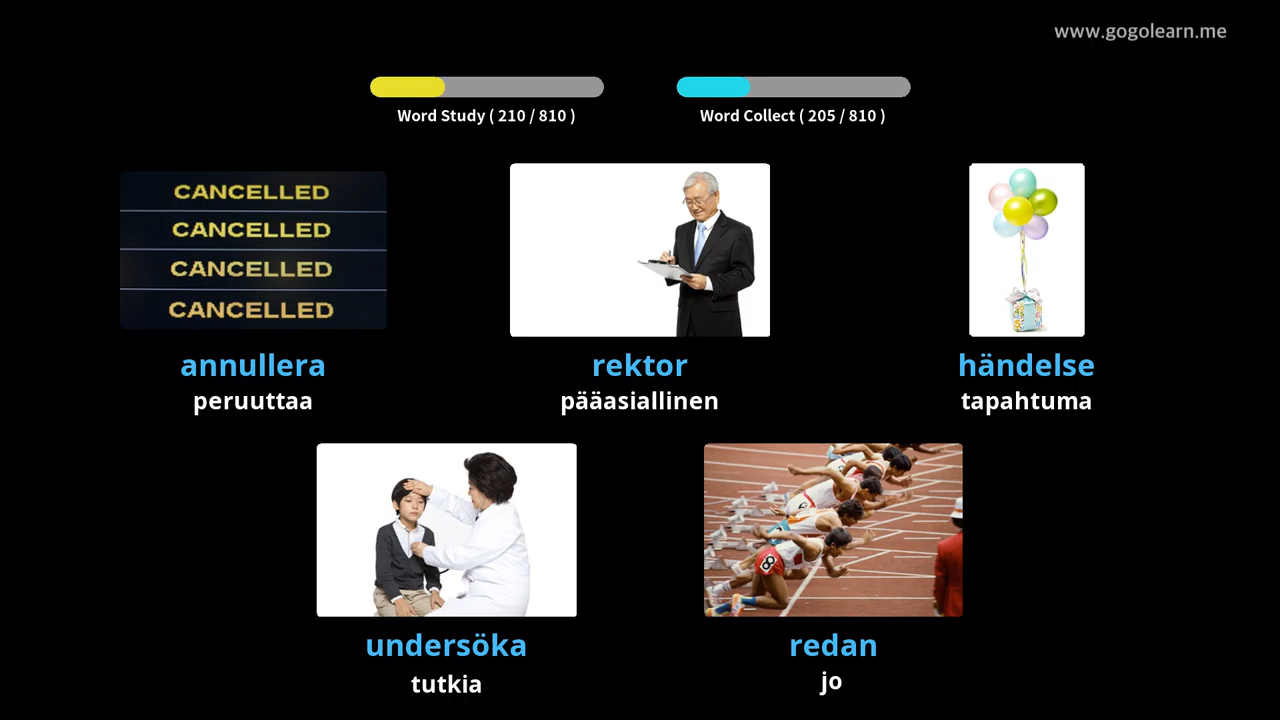 www.gogolearn.me
Word Study ( 210 / 810 )
Word Collect ( 205 / 810 )
CANCELLED
CANCELLED
CANCELLED
CANCELLED
annullera
peruuttaa
rektor
pääasiallinen
händelse
tapahtuma
8
undersöka
tutkia
redan
jo